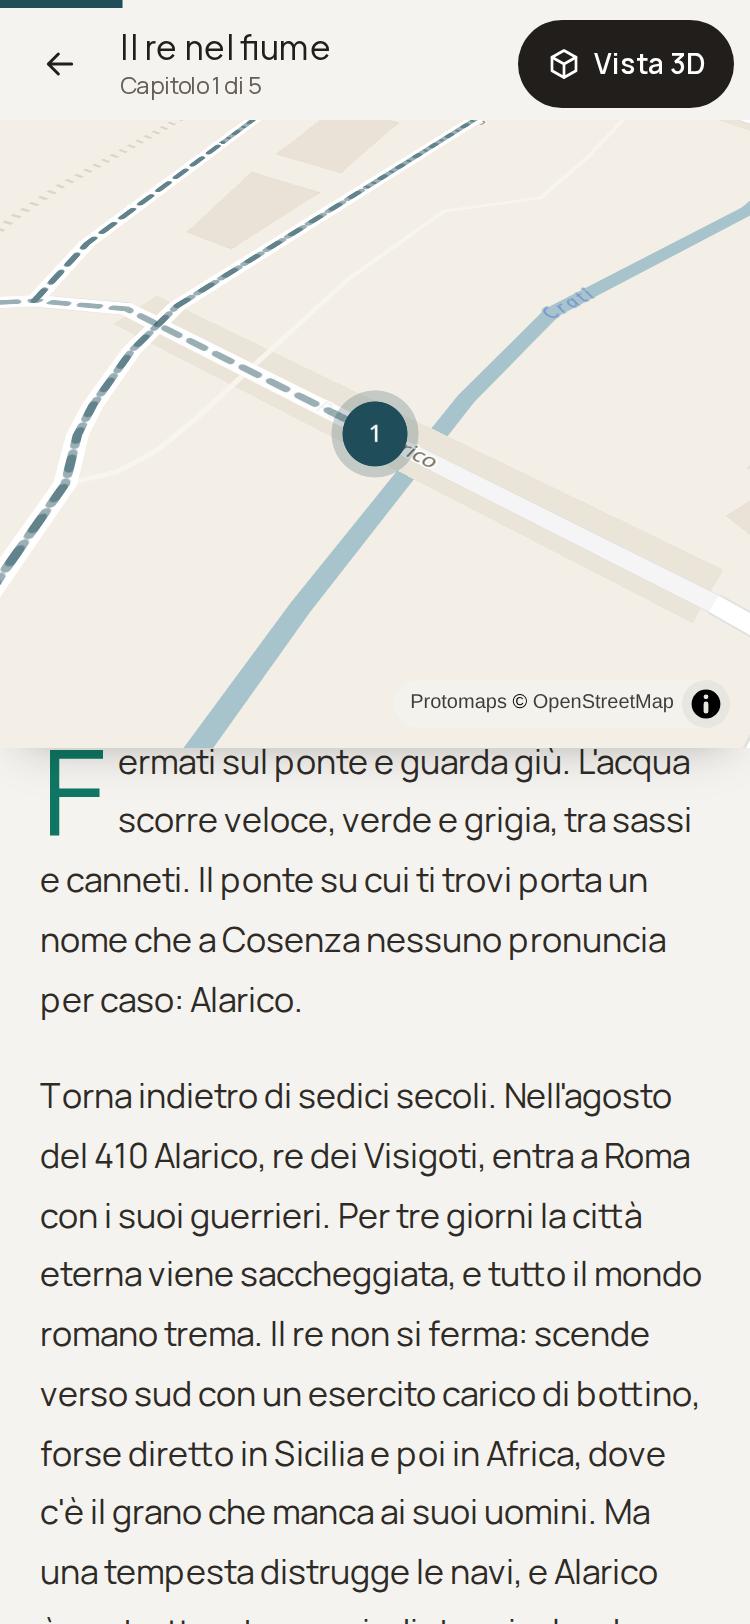 Il re nel fiume
Capitolo 1 di 5
Vista 3D
Crati
rico
1
Protomaps © OpenStreetMap
Fermati sul ponte e guarda giù. L'acqua
scorre veloce, verde e grigia, tra sassi
e canneti. Il ponte su cui ti trovi porta un
nome che a Cosenza nessuno pronuncia
per caso: Alarico.
Torna indietro di sedici secoli. Nell'agosto
del 410 Alarico, re dei Visigoti, entra a Roma
con i suoi guerrieri. Per tre giorni la città
eterna viene saccheggiata, e tutto il mondo
romano trema. Il re non si ferma: scende
verso sud con un esercito carico di bottino,
forse diretto in Sicilia e poi in Africa, dove
c'è il grano che manca ai suoi uomini. Ma
una tempesta distrugge le navi, e Alarico